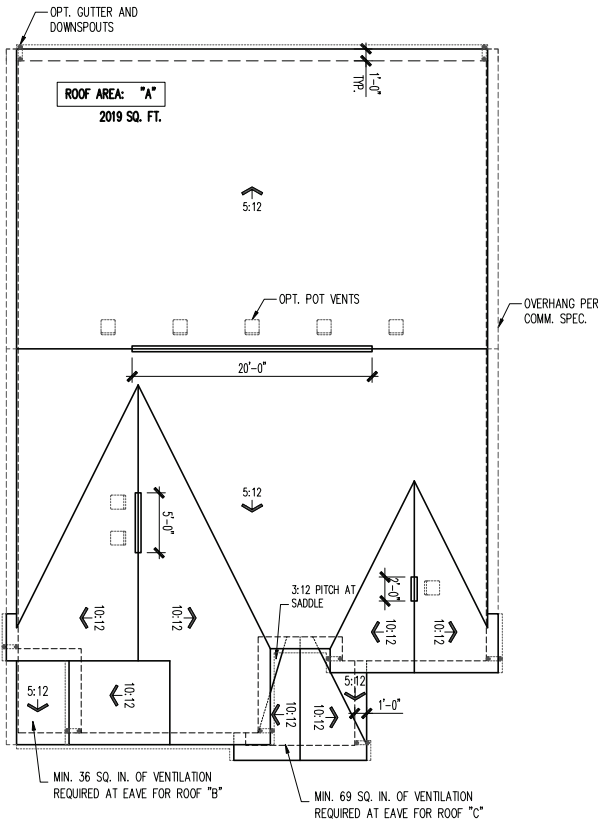 OPT. GUTTER AND
DOWNSPOUTS
1'-0"
TYP.
ROOF AREA: "A"
2019 SQ. FT.
5:12
OPT. POT VENTS
OVERHANG PER
COMM. SPEC.
20'-0"
5:12
5'-0"
3:12 PITCH AT
SADDLE
2'-0"
10:12
10:12
10:12
10:12
5:12
10:12
5:12
10:12
10:12
1'-0"
MIN. 36 SQ. IN. OF VENTILATION
REQUIRED AT EAVE FOR ROOF "B"
MIN. 69 SQ. IN. OF VENTILATION
REQUIRED AT EAVE FOR ROOF "C"